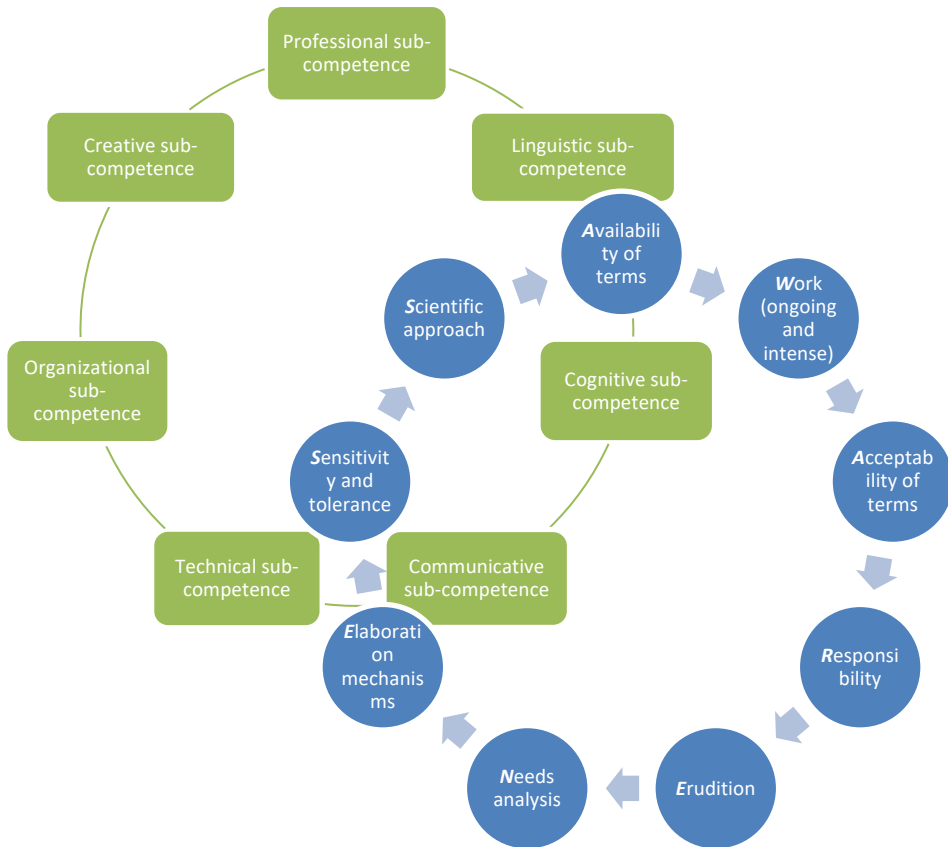 Professional sub-
competence
Creative sub-
competence
Linguistic sub-
competence
Availabili
ty of
terms
Scientific
approach
Work
(ongoing
and
intense)
Organizational
sub-
competence
Cognitive sub-
competence
Sensitivit
y and
tolerance
Acceptab
ility of
terms
Technical sub-
competence
Communicative
sub-competence
Elaborati
on
mechanis
ms
Responsi
bility
Needs
analysis
Erudition